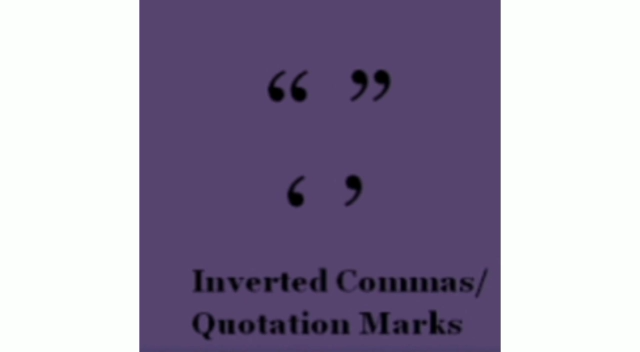 “ ”
‘ ’
Inverted Commas/
Quotation Marks